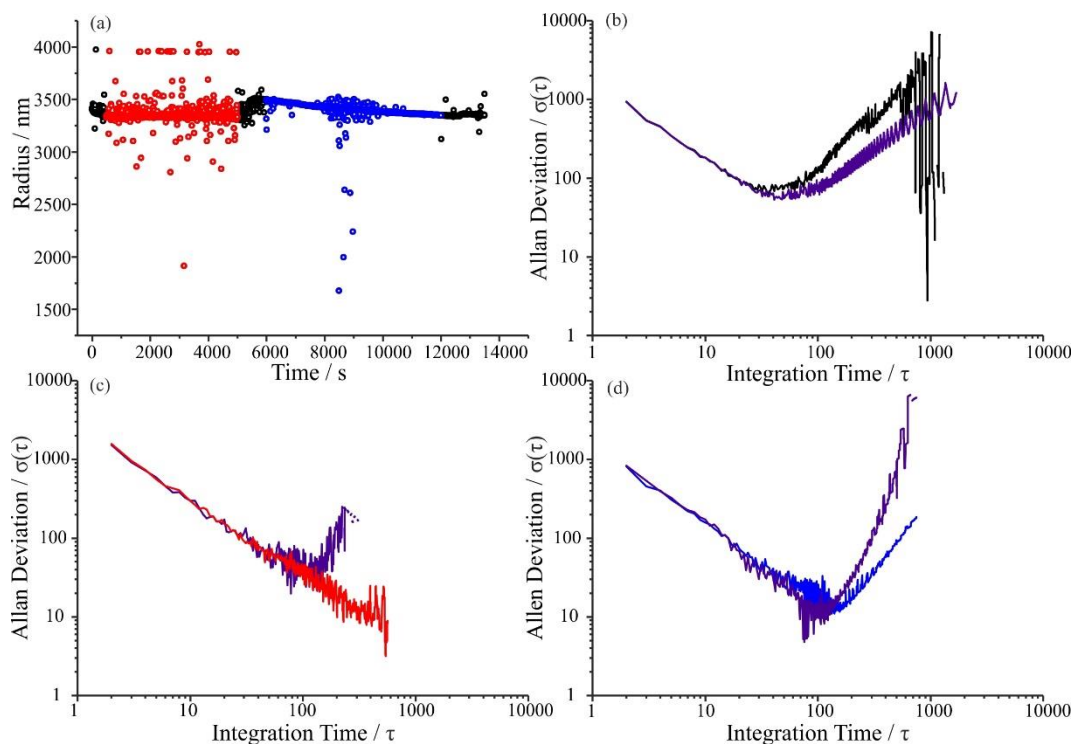 (a)
4000
3500
3000
2500
2000
1500
Radius / nm
0 2000 4000 6000 8000 10000 12000 14000
Time / s
(b)
10000
1000
100
10
1
Allan Deviation / σ(τ)
1 10 100 1000 10000
Integration Time / τ
(c)
10000
1000
100
10
1
Allan Deviation / σ(τ)
1 10 100 1000 10000
Integration Time / τ
(d)
10000
1000
100
10
1
Allen Deviation / σ(τ)
1 10 100 1000 10000
Integration Time / τ